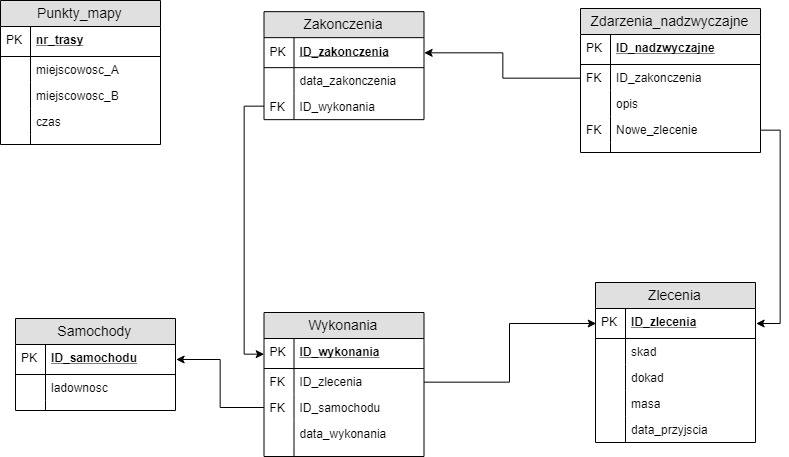 Punkty_mapy
PK nr_trasy
miejscowosc_A
miejscowosc_B
czas
Zakonczenia
PK ID_zakonczenia
data_zakonczenia
FK ID_wykonania
Zdarzenia_nadzwyczajne
PK ID_nadzwyczajne
FK ID_zakonczenia
opis
FK Nowe_zlecenie
Samochody
PK ID_samochodu
ladownosc
Wykonania
PK ID_wykonania
FK ID_zlecenia
FK ID_samochodu
data_wykonania
Zlecenia
PK ID_zlecenia
skad
dokad
masa
data_przyjscia